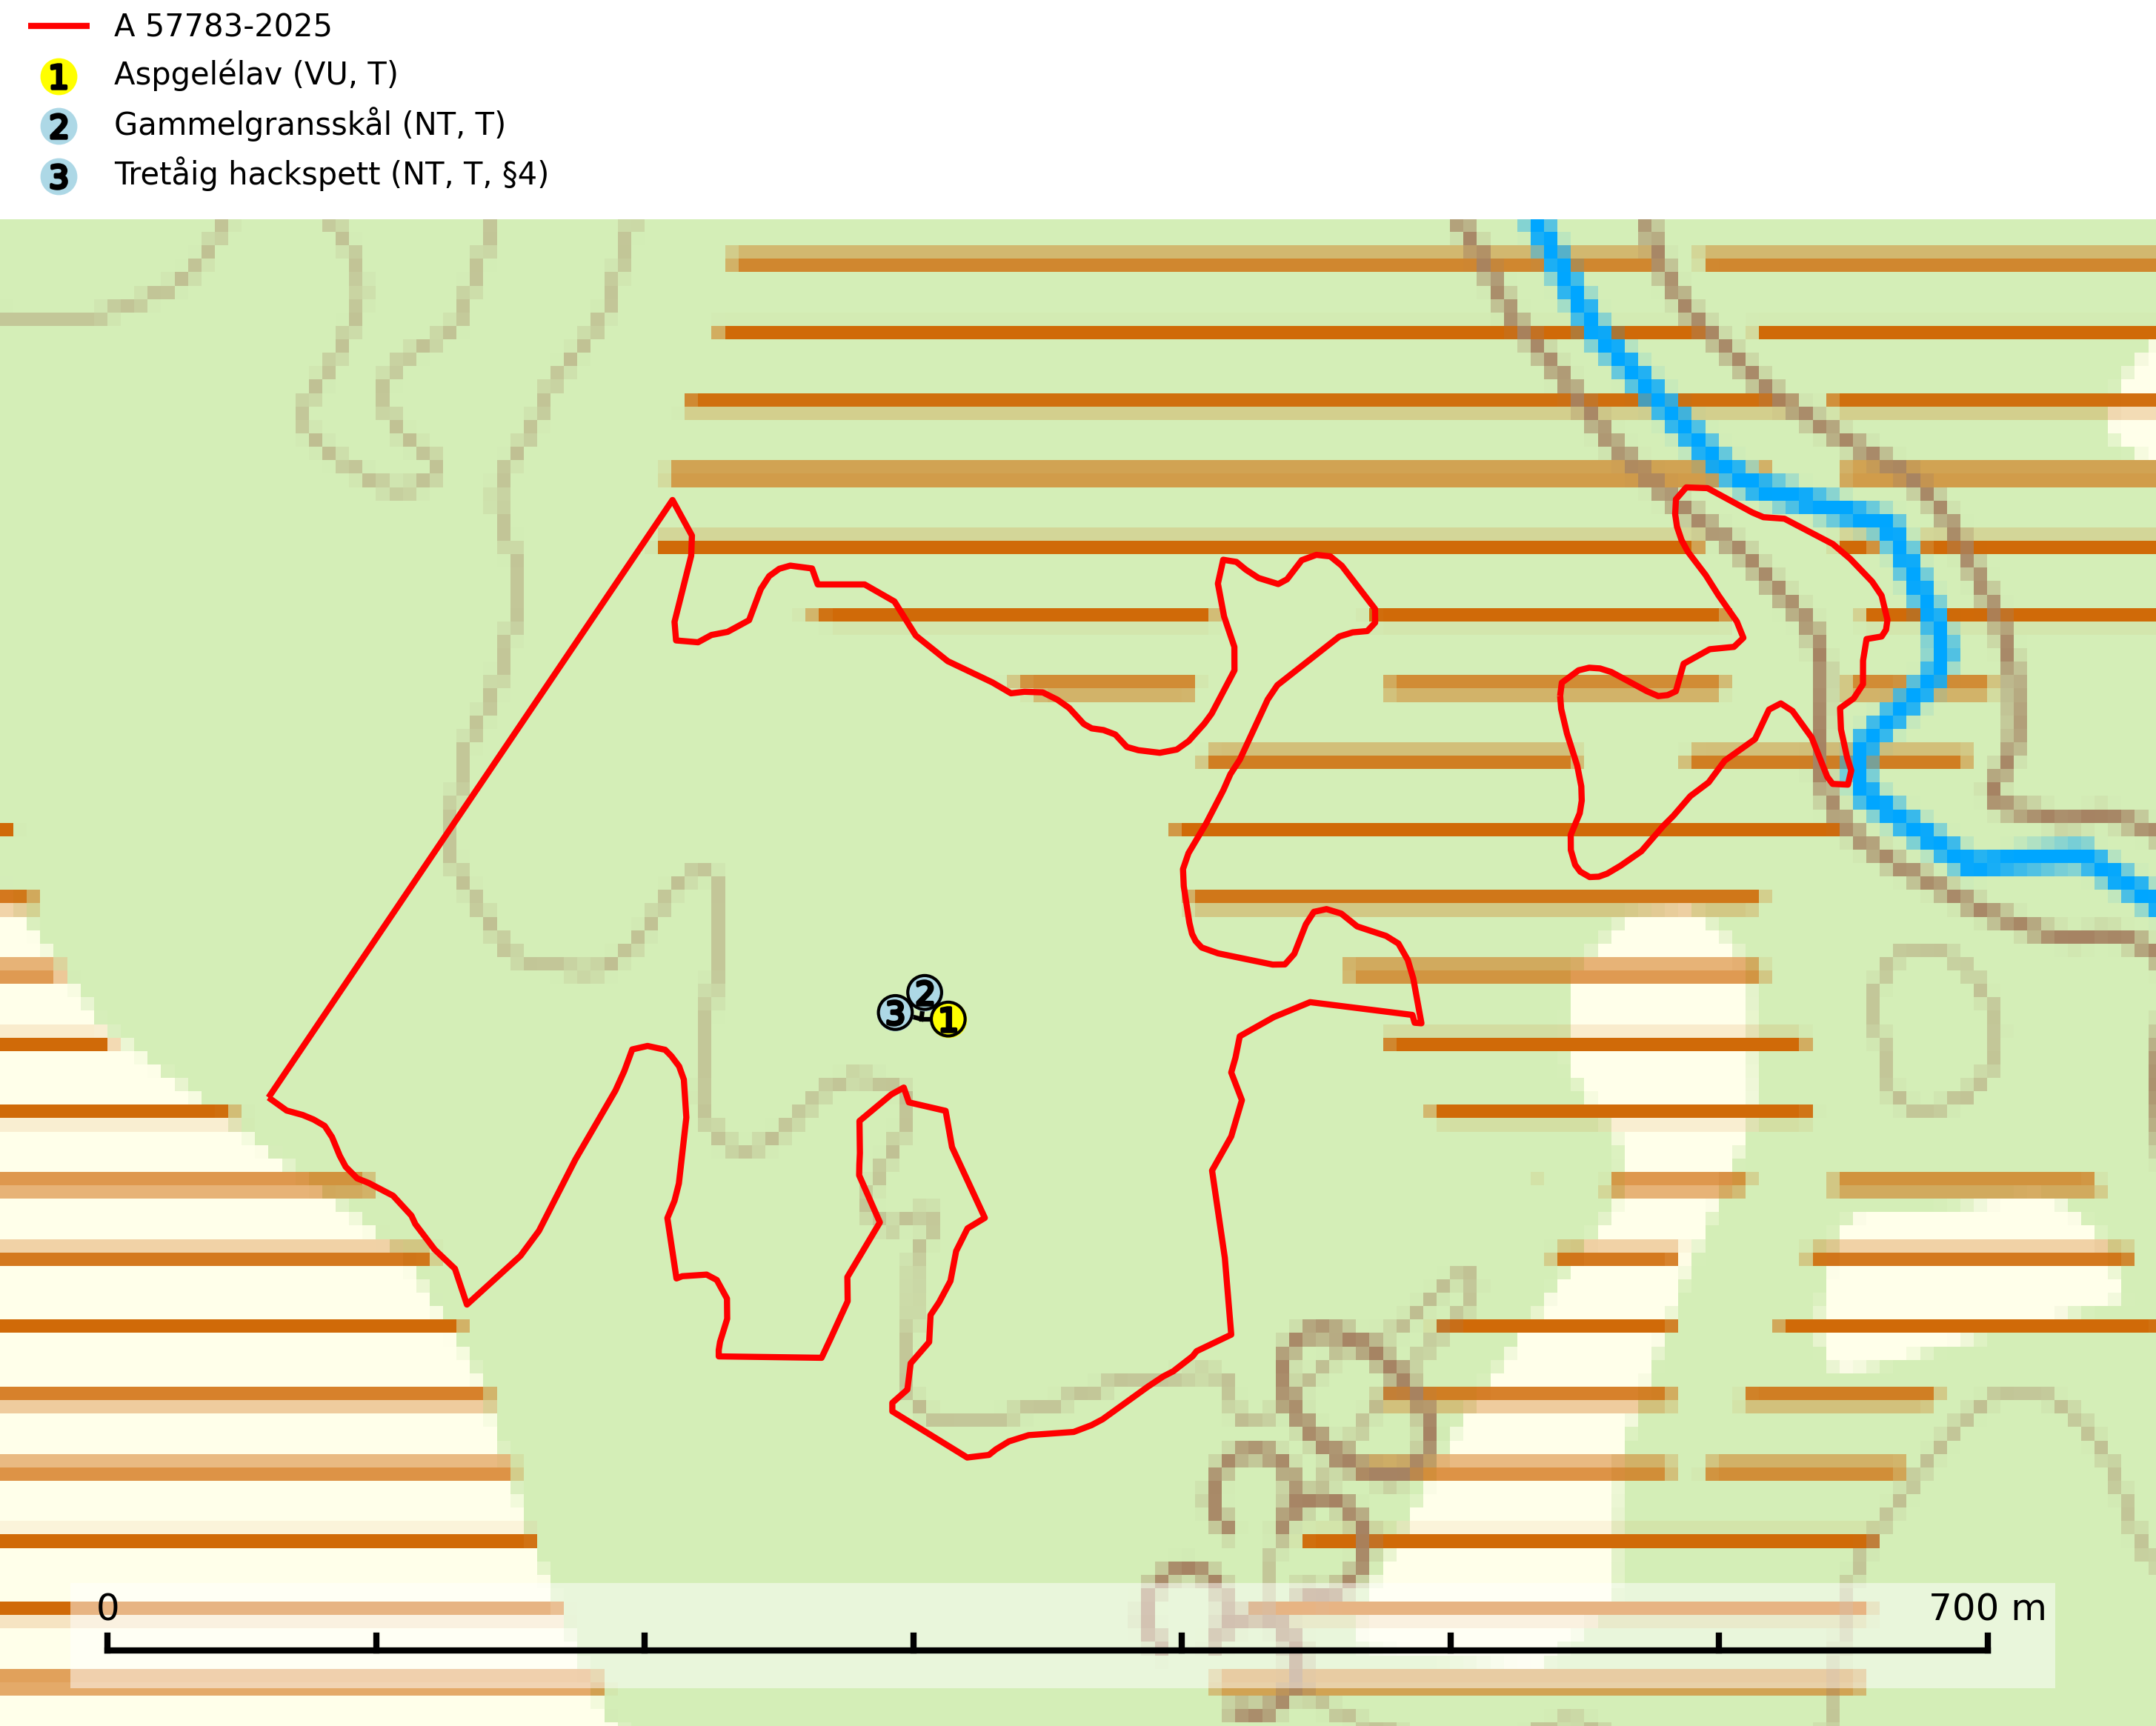 A 57783-2025
1 Aspgelélav (VU, T)
2 Gammelgransskål (NT, T)
3 Tretåig hackspett (NT, T, §4)
2
3 1
0 700 m